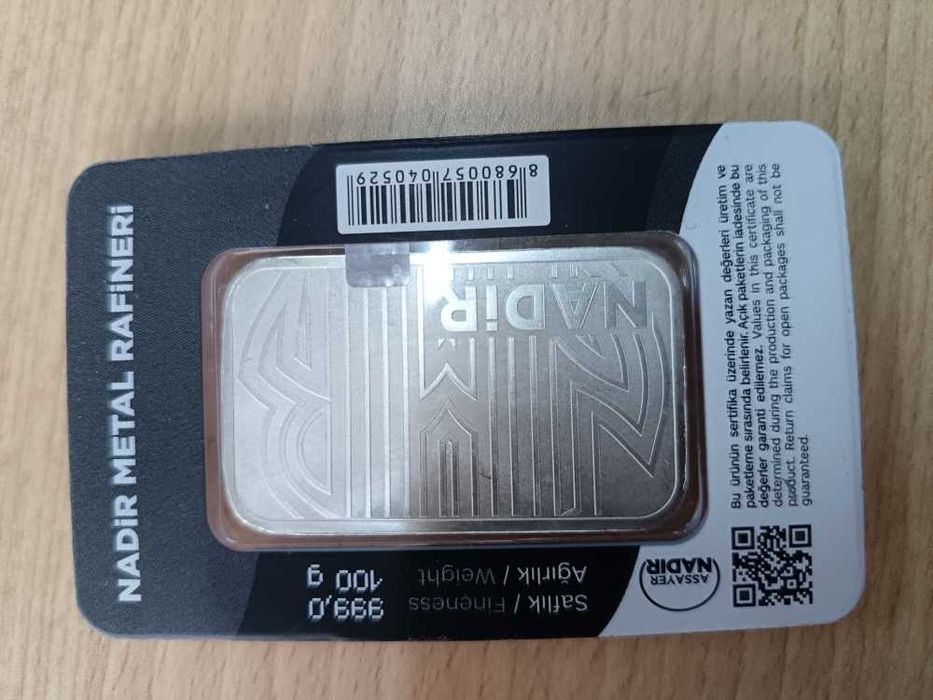 NADİR METAL RAFİNERİ
8 680057 040529
NADİR
Saflık / Fineness 999,0
Ağırlık / Weight 100 g
ASSAYER
NADIR
Bu ürünün sertifika üzerinde yazan değerleri üretim ve
paketleme sırasında belirlenir. Açık paketlerin iadesinde bu
değerler garanti edilemez. Values in this certificate are
determined during the production and packaging of this
product. Return claims for open packages shall not be
guaranteed.